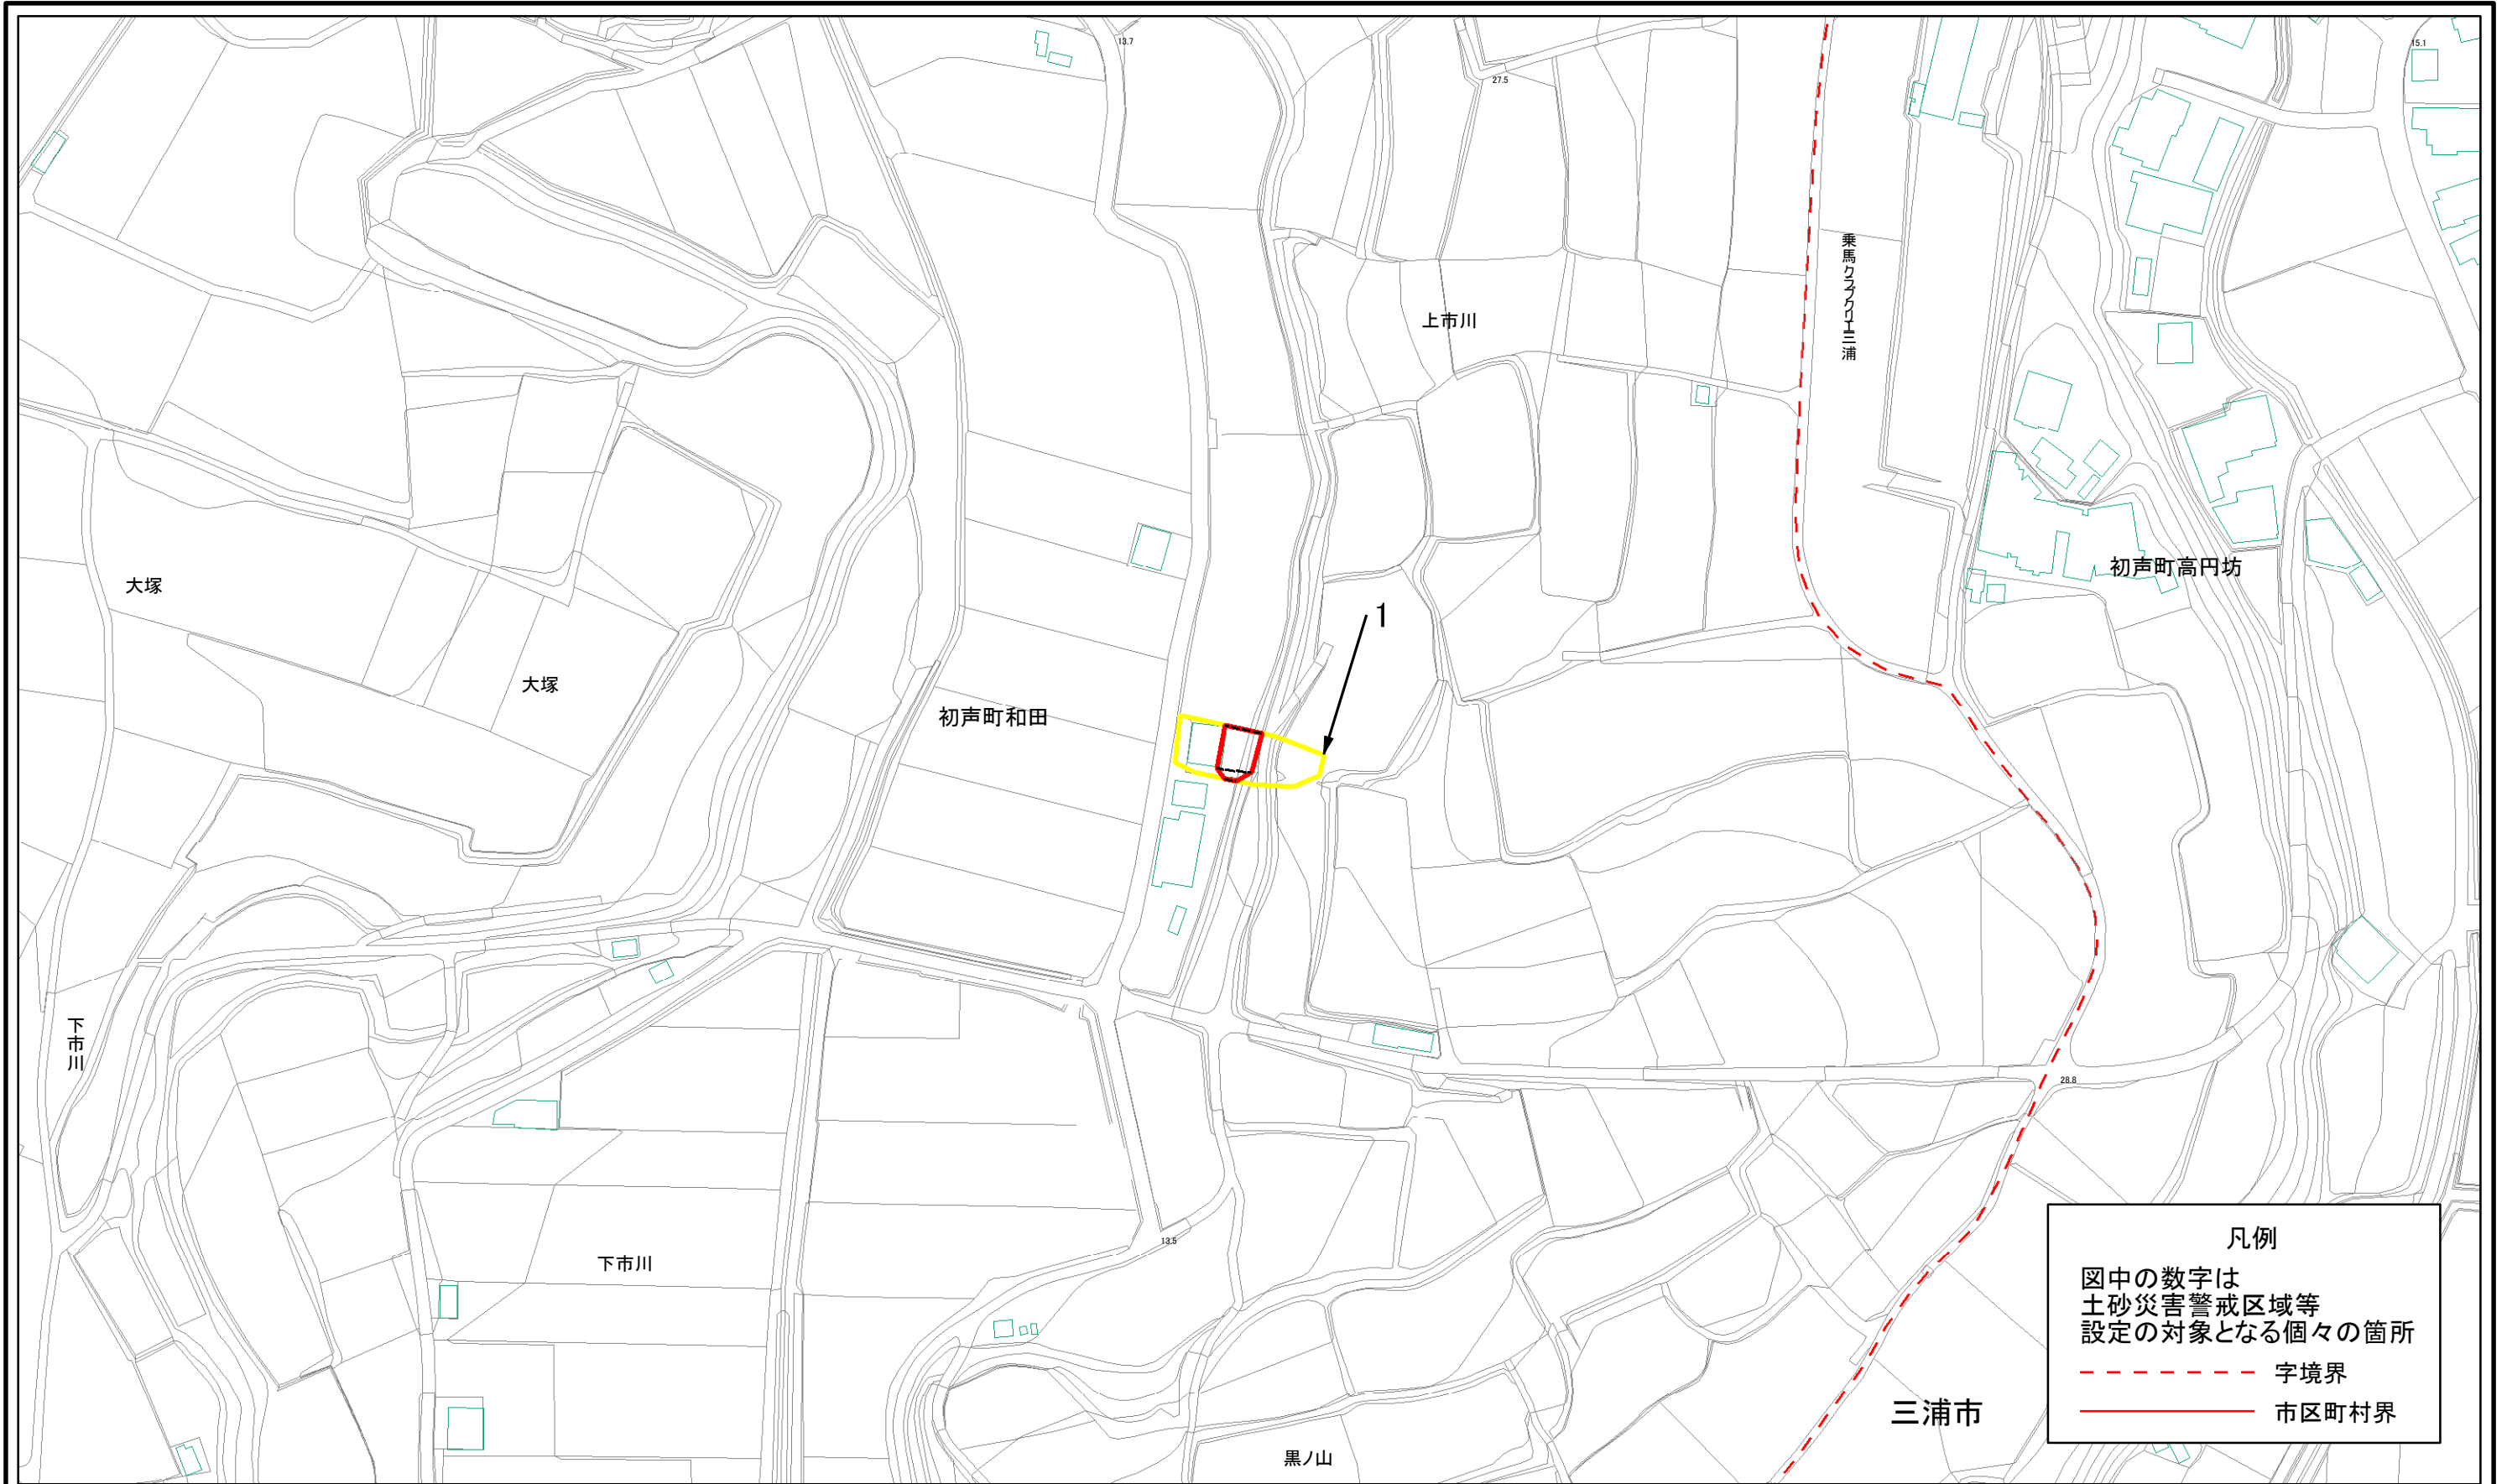 13.7
15.1
27.5
乗馬クラブクリエ三浦
上市川
初声町高円坊
大塚
1
大塚
初声町和田
下市川
28.8
13.5
下市川
三浦市
黒ノ山
凡例
図中の数字は
土砂災害警戒区域等
設定の対象となる個々の箇所
字境界
市区町村界